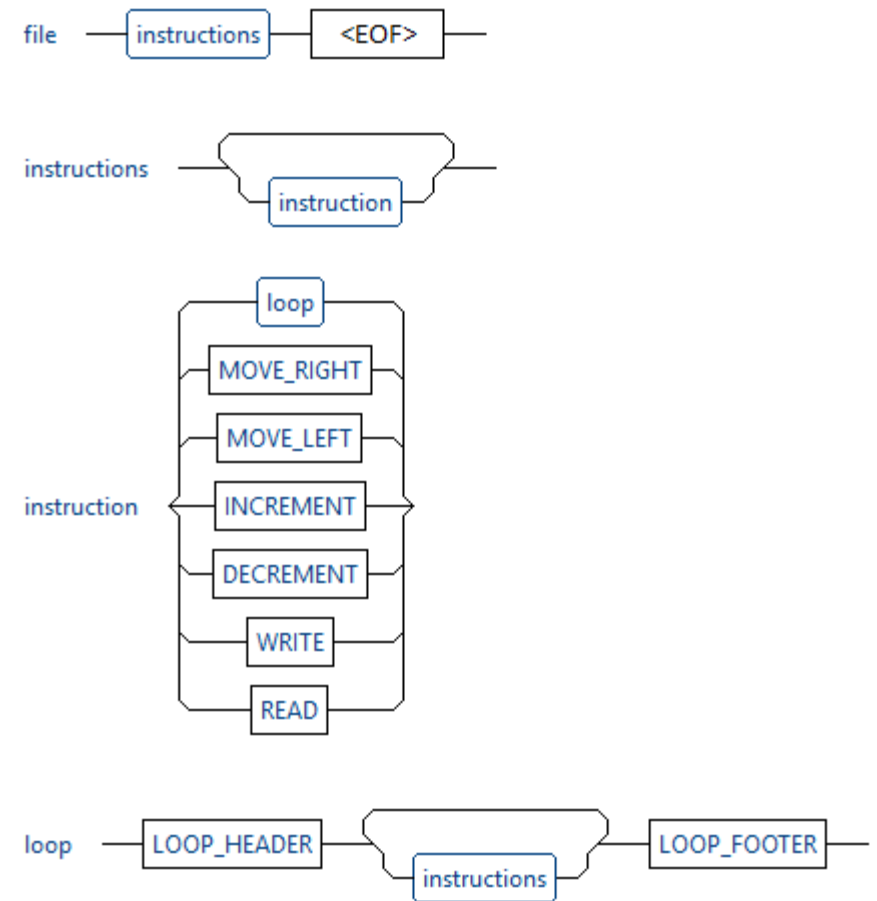 file instructions <EOF>
instructions
instruction
loop
MOVE_RIGHT
MOVE_LEFT
instruction INCREMENT
DECREMENT
WRITE
READ
loop LOOP_HEADER LOOP_FOOTER
instructions